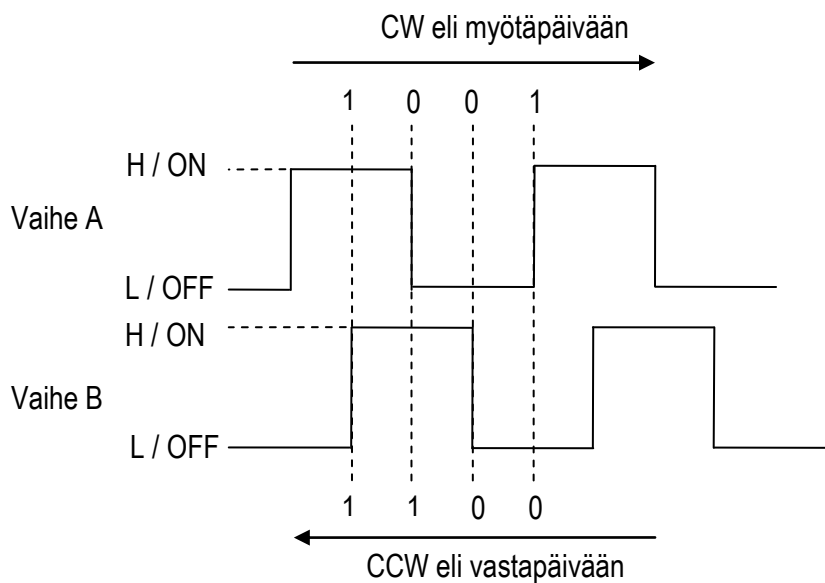 CW eli myötäpäivään
1 0 0 1
H / ON
Vaihe A
L / OFF
H / ON
Vaihe B
L / OFF
1 1 0 0
CCW eli vastapäivään